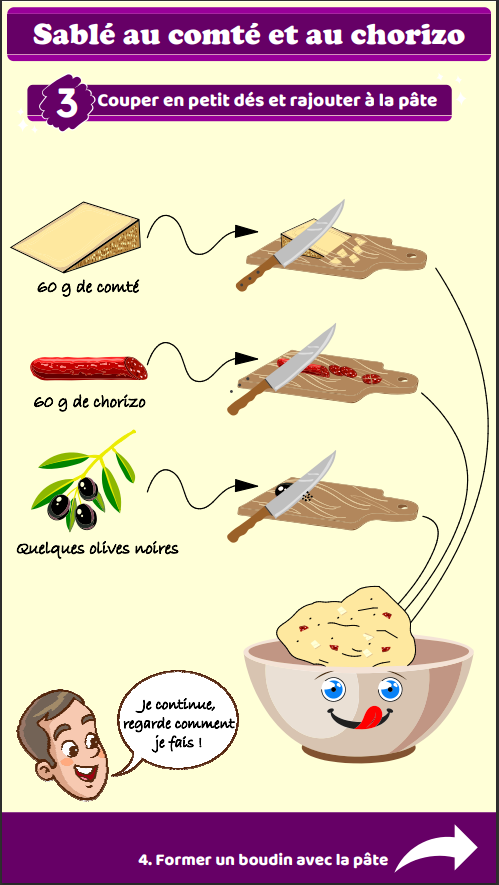 Sablé au comté et au chorizo
3 Couper en petit dés et rajouter à la pâte
60 g de comté
60 g de chorizo
Quelques olives noires
Je continue,
regarde comment
je fais !
4. Former un boudin avec la pâte